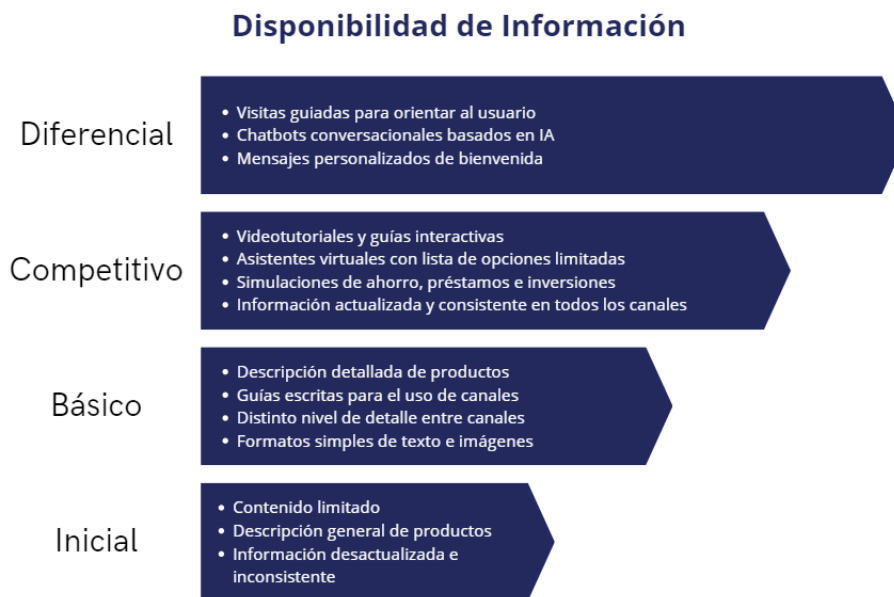 Disponibilidad de Información
Diferencial
• Visitas guiadas para orientar al usuario
• Chatbots conversacionales basados en IA
• Mensajes personalizados de bienvenida
Competitivo
• Videotutoriales y guías interactivas
• Asistentes virtuales con lista de opciones limitadas
• Simulaciones de ahorro, préstamos e inversiones
• Información actualizada y consistente en todos los canales
Básico
• Descripción detallada de productos
• Guías escritas para el uso de canales
• Distinto nivel de detalle entre canales
• Formatos simples de texto e imágenes
Inicial
• Contenido limitado
• Descripción general de productos
• Información desactualizada e
inconsistente